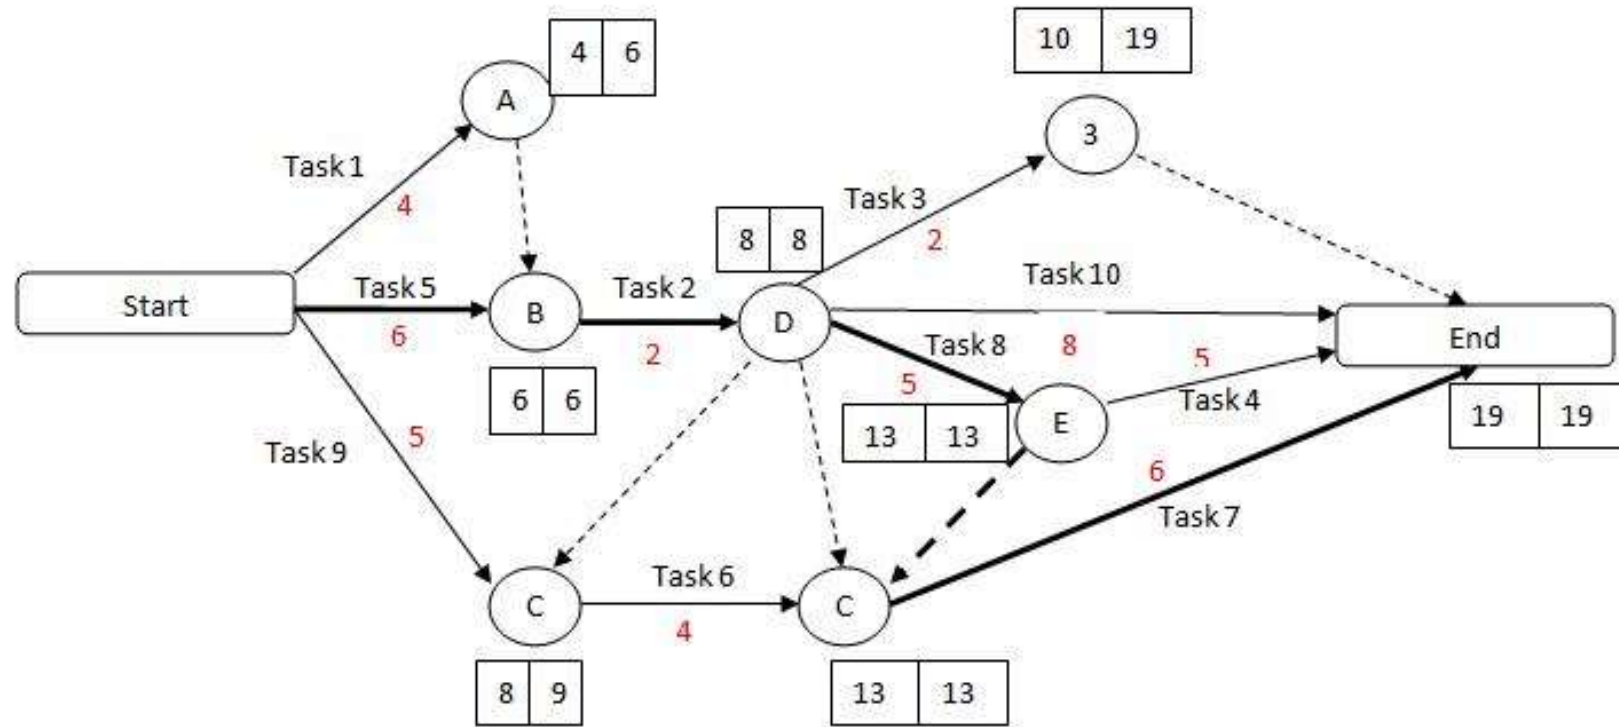 4 6
10 19
A
3
Task 1
4
Task 3
2
8 8
Start
Task 5
6
B
Task 2
2
D
Task 10
8
End
Task 8
5
5
Task 4
6 6
13 13
E
19 19
Task 9
5
6
Task 7
C
Task 6
4
C
8 9
13 13